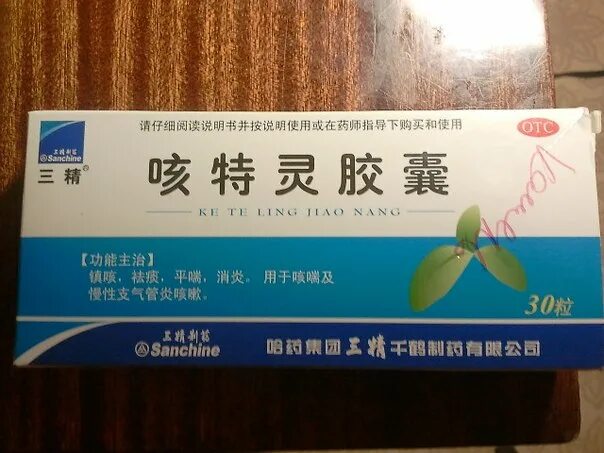 请仔细阅读说明书并按说明使用或在药师指导下购买和使用
OTC
三精制药
Sanchine
三精®
咳特灵胶囊
KE TE LING JIAO NANG
【功能主治】
镇咳，祛痰，平喘，消炎。用于咳喘及
慢性支气管炎咳嗽。
30粒
三精制药
Sanchine
哈药集团三精千鹤制药有限公司